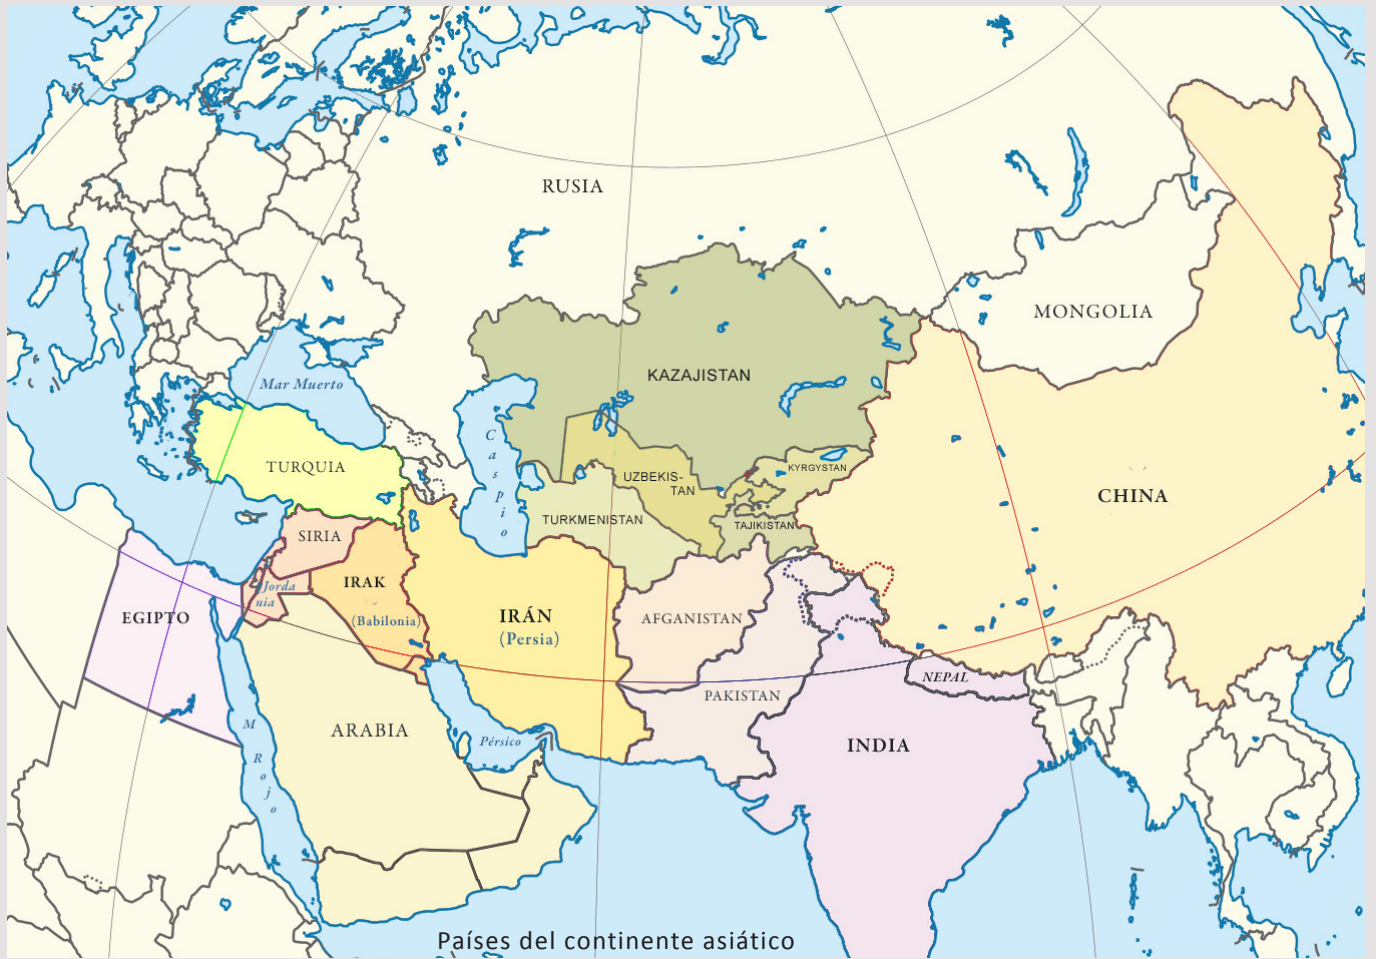 RUSIA
MONGOLIA
KAZAJISTAN
Mar Muerto
C
a
s
p
i
o
TURQUIA
UZBEKIS-
TAN
KYRGYSTAN
CHINA
TURKMENISTAN
TAJIKISTAN
SIRIA
IRAK
(Babilonia)
Jorda
nia
EGIPTO
IRÁN
(Persia)
AFGANISTAN
PAKISTAN
NEPAL
ARABIA
M
R
o
j
o
Pérsico
INDIA
Países del continente asiático